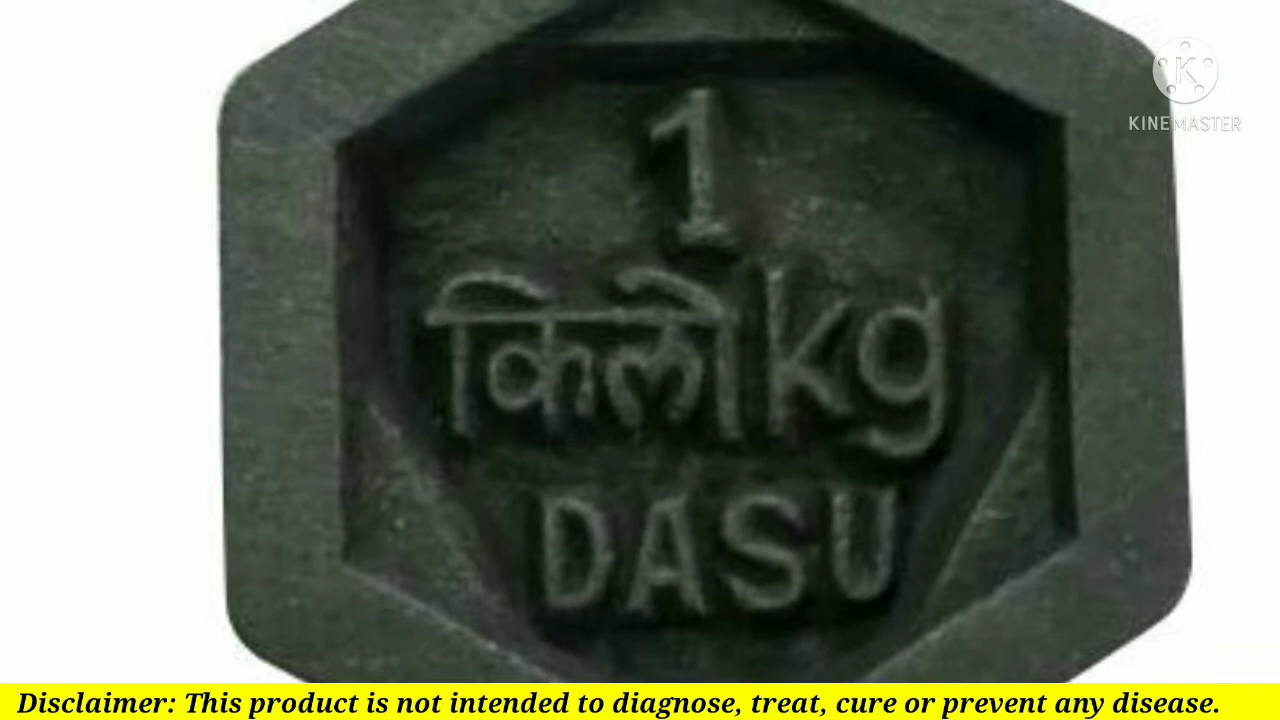 1
किलो kg
DASU
K
KINEMASTER
Disclaimer: This product is not intended to diagnose, treat, cure or prevent any disease.